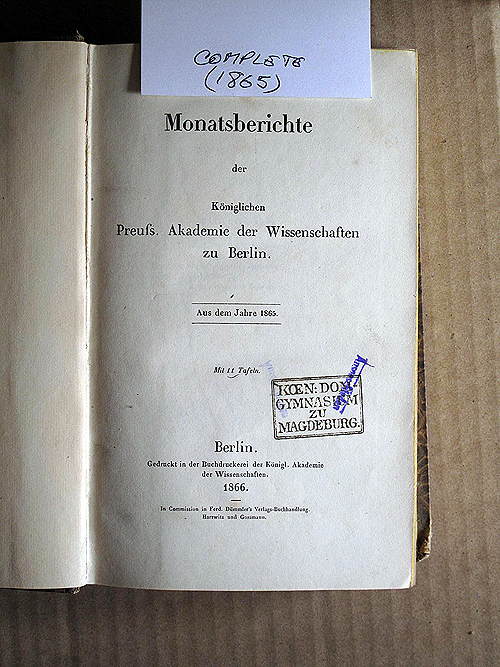 COMPLETE
(1865)
Monatsberichte
der
Königlichen
Preuſs. Akademie der Wissenschaften
zu Berlin.
Aus dem Jahre 1865.
Mit 11 Tafeln.
KŒN: DOM
GYMNASIUM
ZU
MAGDEBURG.
Berlin.
Gedruckt in der Buchdruckerei der Königl. Akademie
der Wissenschaften.
1866.
In Commission in Ferd. Dümmler's Verlags-Buchhandlung.
Harrwitz und Gossmann.